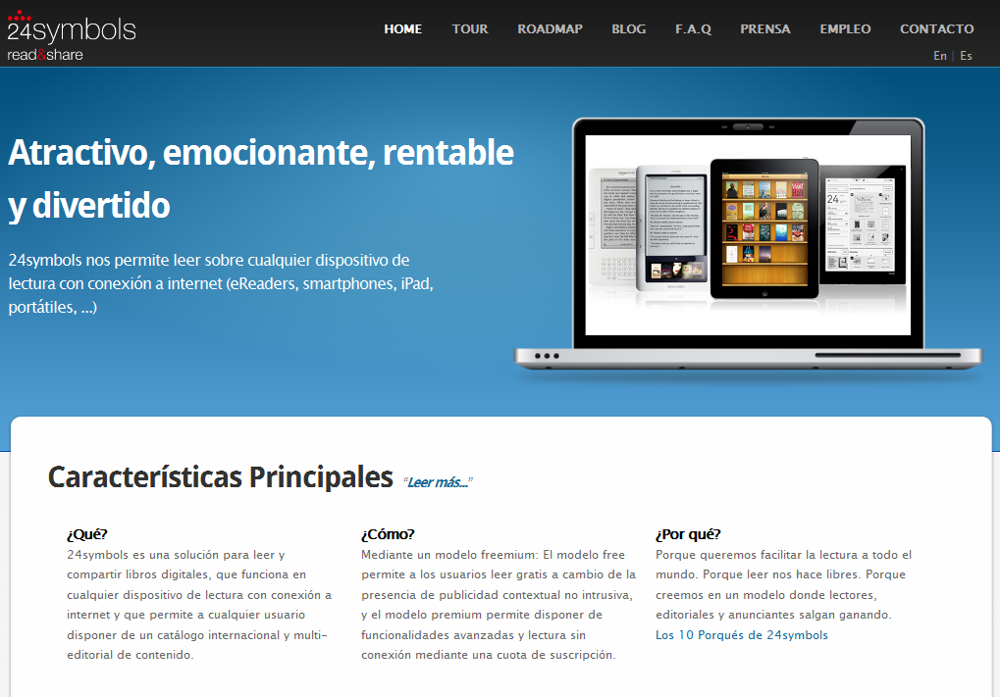 24symbols
read&share
HOME TOUR ROADMAP BLOG F.A.Q PRENSA EMPLEO CONTACTO
En | Es
Atractivo, emocionante, rentable
y divertido
24symbols nos permite leer sobre cualquier dispositivo de
lectura con conexión a internet (eReaders, smartphones, iPad,
portátiles, ...)
Características Principales "Leer más..."
¿Qué?
24symbols es una solución para leer y
compartir libros digitales, que funciona en
cualquier dispositivo de lectura con conexión a
internet y que permite a cualquier usuario
disponer de un catálogo internacional y multi-
editorial de contenido.
¿Cómo?
Mediante un modelo freemium: El modelo free
permite a los usuarios leer gratis a cambio de la
presencia de publicidad contextual no intrusiva,
y el modelo premium permite disponer de
funcionalidades avanzadas y lectura sin
conexión mediante una cuota de suscripción.
¿Por qué?
Porque queremos facilitar la lectura a todo el
mundo. Porque leer nos hace libres. Porque
creemos en un modelo donde lectores,
editoriales y anunciantes salgan ganando.
Los 10 Porqués de 24symbols